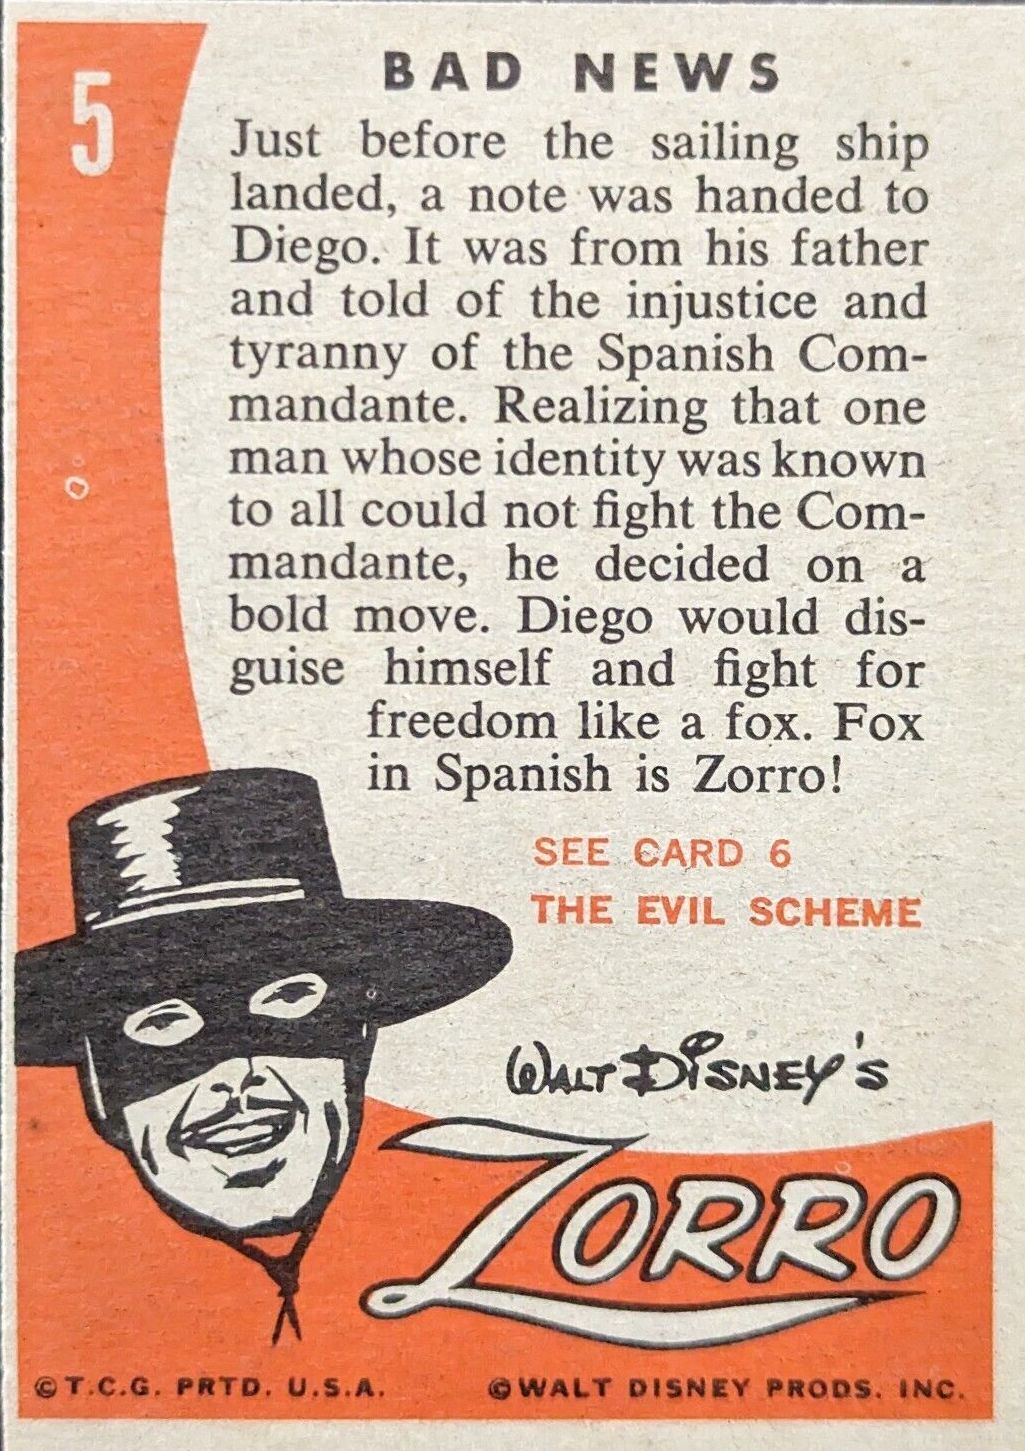 5
BAD NEWS
Just before the sailing ship
landed, a note was handed to
Diego. It was from his father
and told of the injustice and
tyranny of the Spanish Com-
mandante. Realizing that one
man whose identity was known
to all could not fight the Com-
mandante, he decided on a
bold move. Diego would dis-
guise himself and fight for
freedom like a fox. Fox
in Spanish is Zorro!
SEE CARD 6
THE EVIL SCHEME
WALT DISNEY'S
ZORRO
©T.C.G. PRTD. U.S.A.
©WALT DISNEY PRODS. INC.